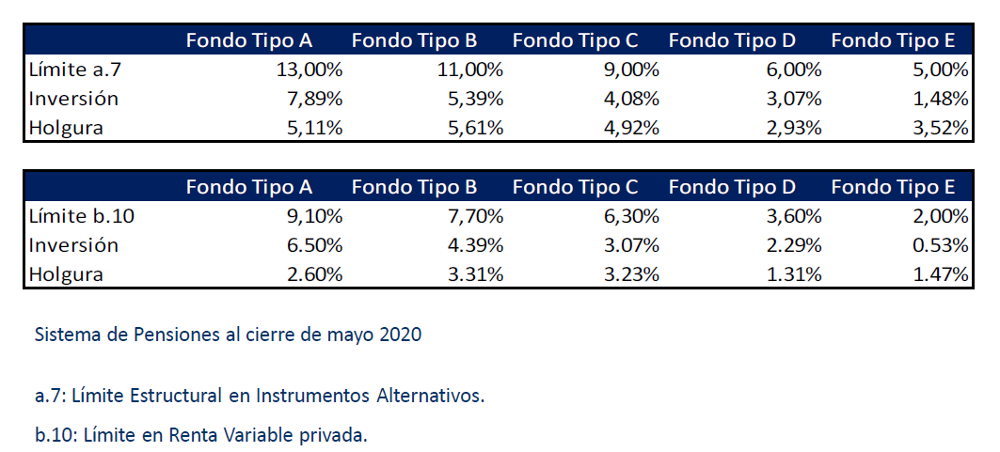 Fondo Tipo A Fondo Tipo B Fondo Tipo C Fondo Tipo D Fondo Tipo E
Límite a.7 13,00% 11,00% 9,00% 6,00% 5,00%
Inversión 7,89% 5,39% 4,08% 3,07% 1,48%
Holgura 5,11% 5,61% 4,92% 2,93% 3,52%
Fondo Tipo A Fondo Tipo B Fondo Tipo C Fondo Tipo D Fondo Tipo E
Límite b.10 9,10% 7,70% 6,30% 3,60% 2,00%
Inversión 6.50% 4.39% 3.07% 2.29% 0.53%
Holgura 2.60% 3.31% 3.23% 1.31% 1.47%
Sistema de Pensiones al cierre de mayo 2020
a.7: Límite Estructural en Instrumentos Alternativos.
b.10: Límite en Renta Variable privada.